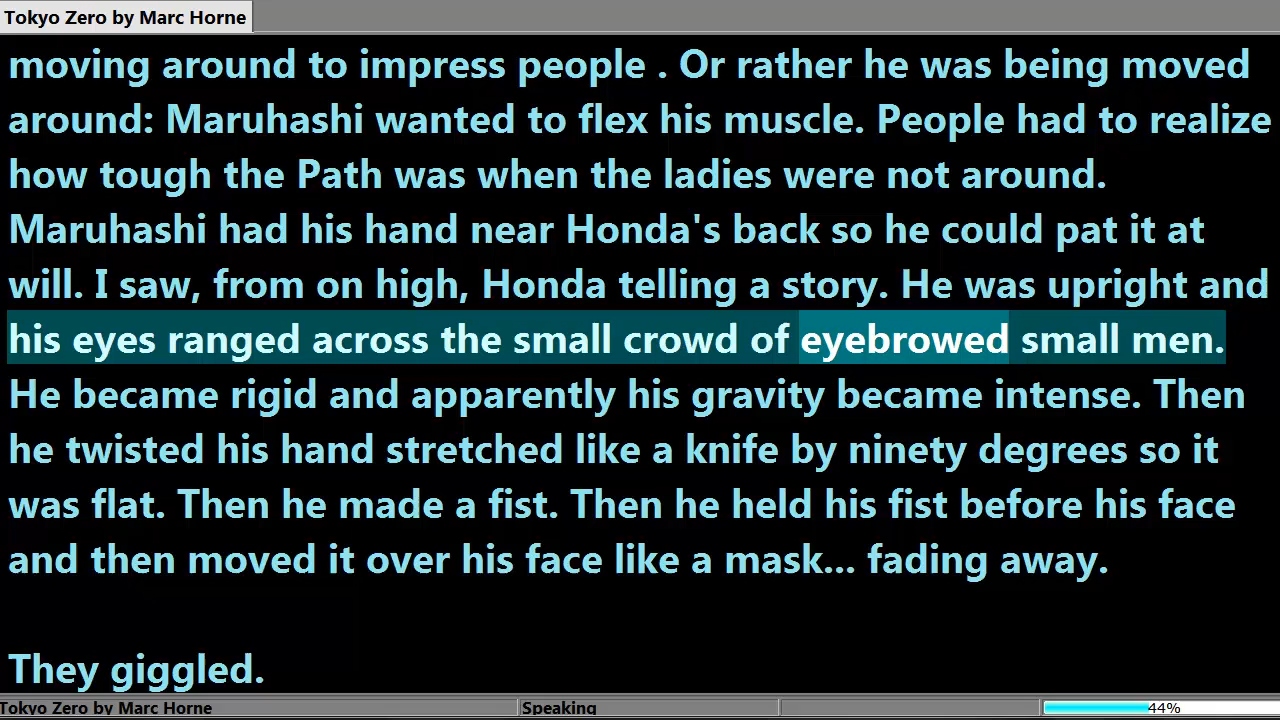 Tokyo Zero by Marc Horne
moving around to impress people . Or rather he was being moved
around: Maruhashi wanted to flex his muscle. People had to realize
how tough the Path was when the ladies were not around.
Maruhashi had his hand near Honda's back so he could pat it at
will. I saw, from on high, Honda telling a story. He was upright and
his eyes ranged across the small crowd of eyebrowed small men.
He became rigid and apparently his gravity became intense. Then
he twisted his hand stretched like a knife by ninety degrees so it
was flat. Then he made a fist. Then he held his fist before his face
and then moved it over his face like a mask... fading away.
They giggled.
Tokyo Zero by Marc Horne Speaking 44%